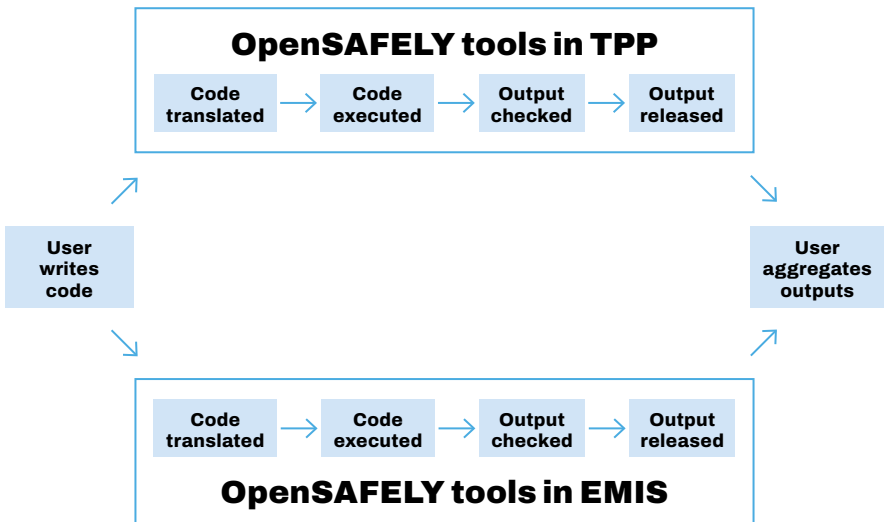 OpenSAFELY tools in TPP
Code
translated
Code
executed
Output
checked
Output
released
User
writes
code
User
aggregates
outputs
Code
translated
Code
executed
Output
checked
Output
released
OpenSAFELY tools in EMIS